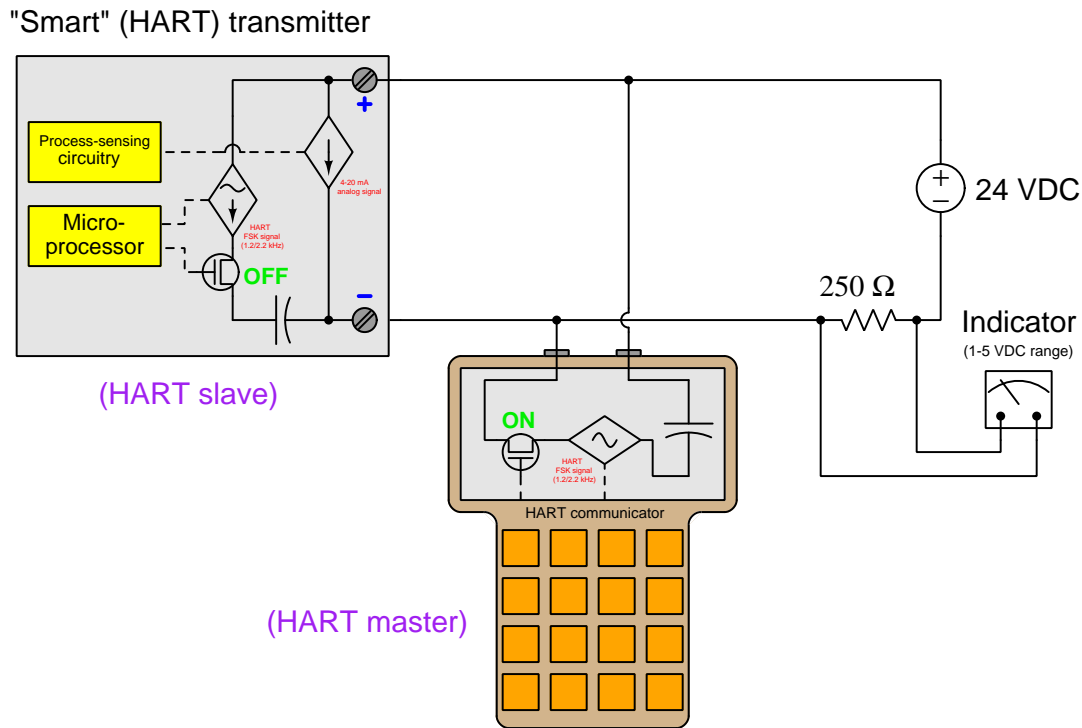 "Smart" (HART) transmitter
+
Process-sensing
circuitry
4-20 mA
analog signal
Micro-
processor
HART
FSK signal
(1.2/2.2 kHz)
OFF
−
(HART slave)
+
−
24 VDC
250 Ω
Indicator
(1-5 VDC range)
ON
HART
FSK signal
(1.2/2.2 kHz)
HART communicator
(HART master)